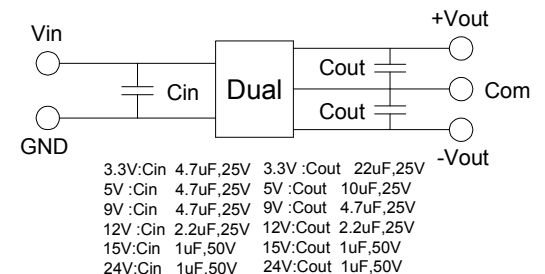 +Vout
Vin
Cout
Cin
Dual
Com
Cout
GND
-Vout
3.3V:Cin 4.7uF,25V 3.3V :Cout 22uF,25V
5V :Cin 4.7uF,25V 5V :Cout 10uF,25V
9V :Cin 4.7uF,25V 9V :Cout 4.7uF,25V
12V :Cin 2.2uF,25V 12V:Cout 2.2uF,25V
15V:Cin 1uF,50V 15V:Cout 1uF,50V
24V:Cin 1uF,50V 24V:Cout 1uF,50V